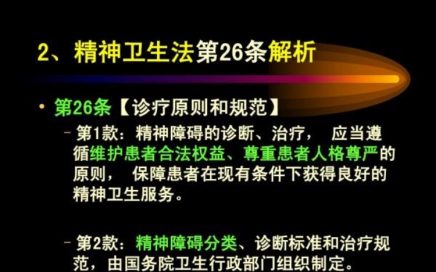 2、精神卫生法第26条解析
• 第26条【诊疗原则和规范】
－第1款：精神障碍的诊断、治疗， 应当遵
循维护患者合法权益、尊重患者人格尊严的
原则， 保障患者在现有条件下获得良好的
精神卫生服务。
－第2款：精神障碍分类、诊断标准和治疗规
范，由国务院卫生行政部门组织制定。